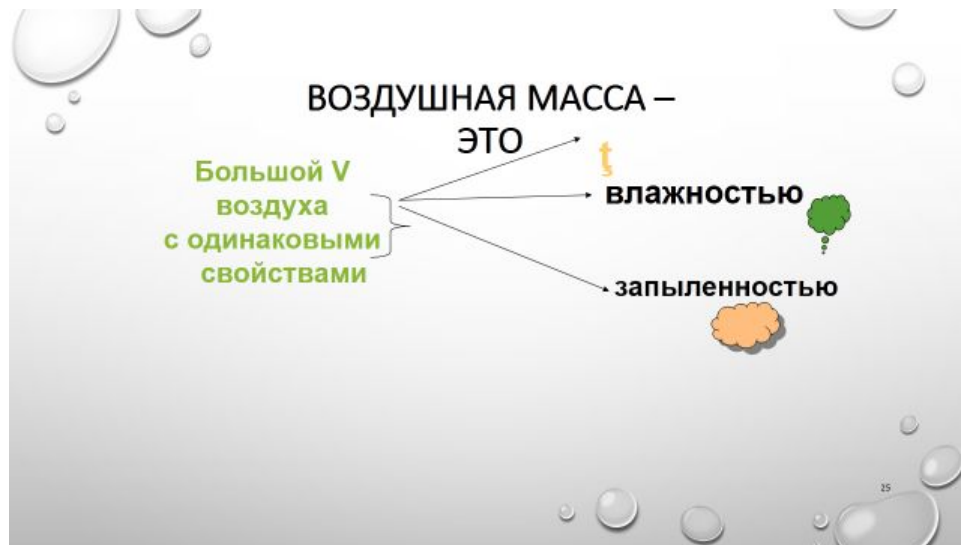 ВОЗДУШНАЯ МАССА –
ЭТО
Большой V
воздуха
с одинаковыми
свойствами
ţ
влажностью
запыленностью
25